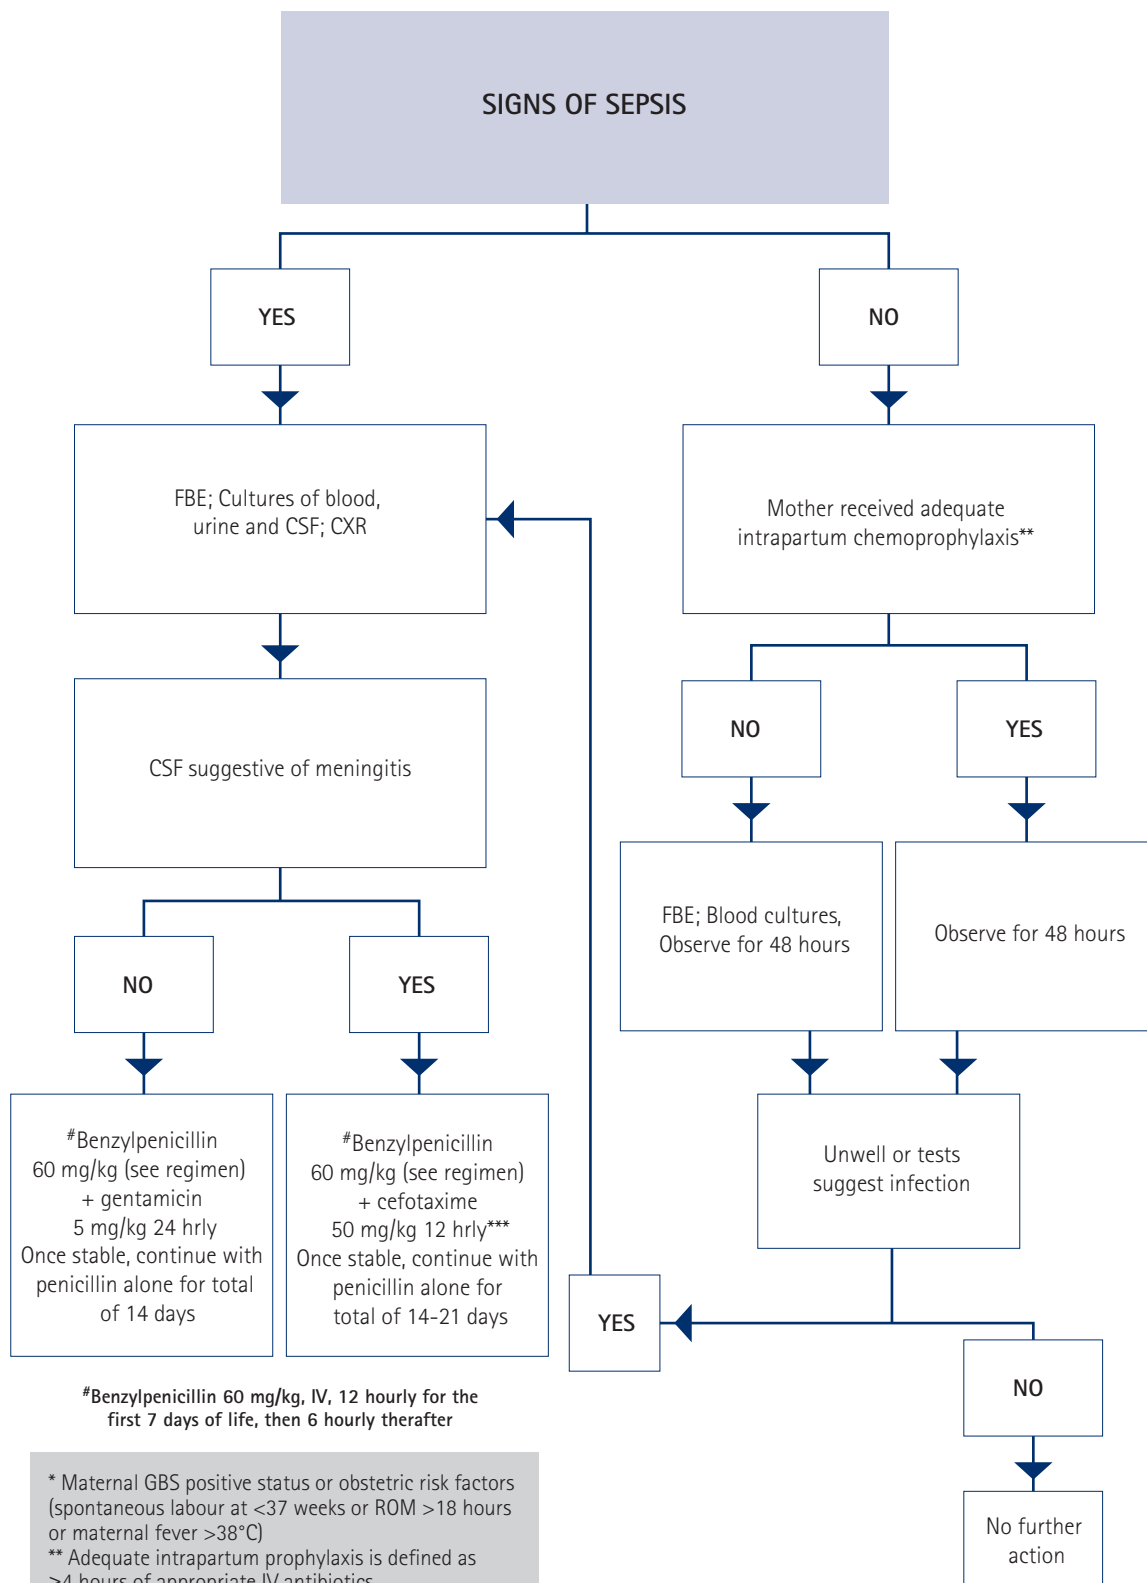 SIGNS OF SEPSIS
YES
NO
FBE; Cultures of blood,
urine and CSF; CXR
Mother received adequate
intrapartum chemoprophylaxis**
CSF suggestive of meningitis
NO
YES
FBE; Blood cultures,
Observe for 48 hours
Observe for 48 hours
NO
YES
#Benzylpenicillin
60 mg/kg (see regimen)
+ gentamicin
5 mg/kg 24 hrly
Once stable, continue with
penicillin alone for total
of 14 days
#Benzylpenicillin
60 mg/kg (see regimen)
+ cefotaxime
50 mg/kg 12 hrly***
Once stable, continue with
penicillin alone for
total of 14-21 days
Unwell or tests
suggest infection
YES
NO
No further
action
#Benzylpenicillin 60 mg/kg, IV, 12 hourly for the
first 7 days of life, then 6 hourly therafter
* Maternal GBS positive status or obstetric risk factors
(spontaneous labour at <37 weeks or ROM >18 hours
or maternal fever >38°C)
** Adequate intrapartum prophylaxis is defined as
>4 hours of appropriate IV antibiotics